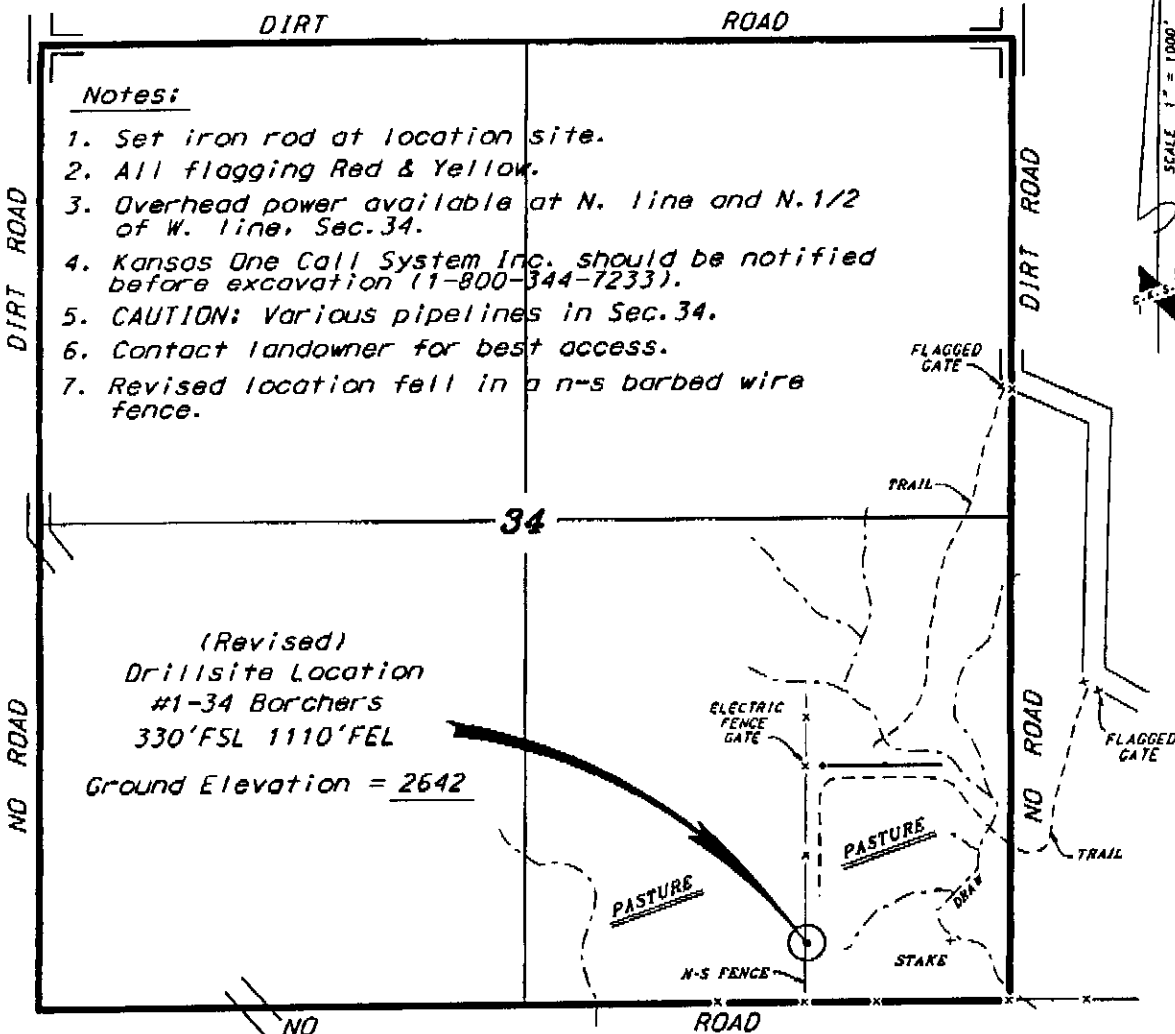 DIRT ROAD
SCALE 1" = 1000'
Notes:
1. Set iron rod at location site.
2. All flagging Red & Yellow.
3. Overhead power available at N. line and N.1/2
of W. line, Sec.34.
4. Kansas One Call System Inc. should be notified
before excavation (1-800-344-7233).
5. CAUTION: Various pipelines in Sec.34.
6. Contact landowner for best access.
7. Revised location fell in a n-s barbed wire
fence.
DIRT ROAD
DIRT ROAD
FLAGGED
GATE
TRAIL
34
(Revised)
Drillsite Location
#1-34 Borchers
330'FSL 1110'FEL
Ground Elevation = 2642
NO ROAD
ELECTRIC
FENCE
GATE
NO ROAD
FLAGGED
GATE
PASTURE
TRAIL
PASTURE
DRAW
STAKE
N-S FENCE
NO ROAD